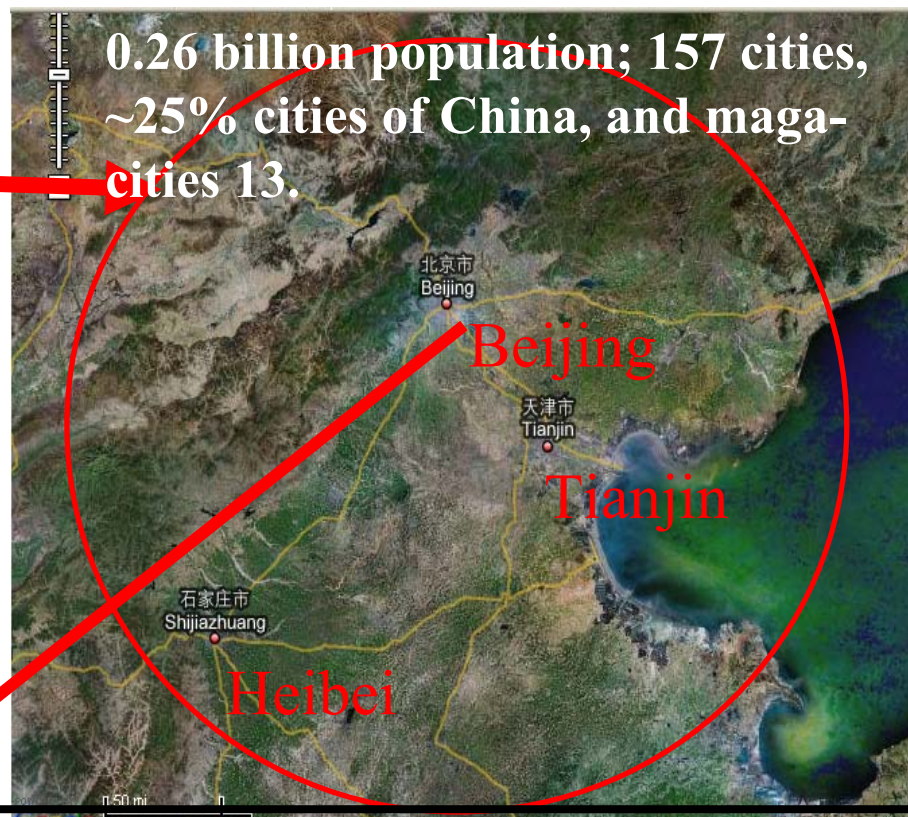 0.26 billion population; 157 cities,
~25% cities of China, and maga-
cities 13.
北京市
Beijing
Beijing
天津市
Tianjin
Tianjin
石家庄市
Shijiazhuang
Heibei
50 mi